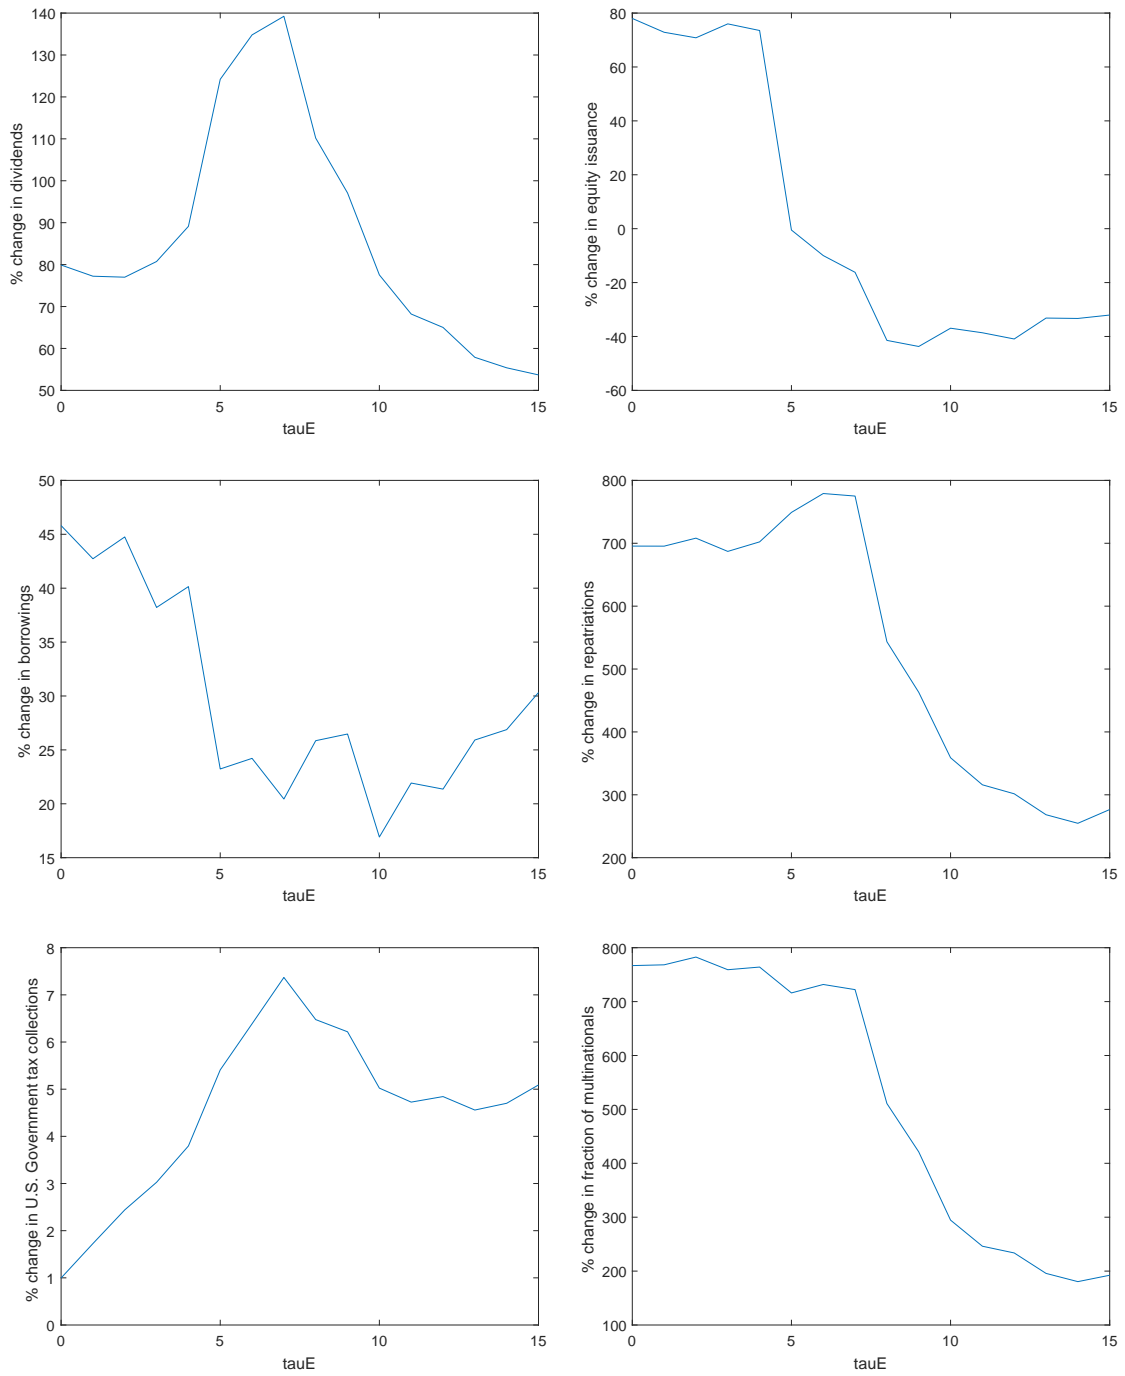 % change in dividends
140
130
120
110
100
90
80
70
60
50
0 5 10 15
tauE
% change in equity issuance
80
60
40
20
0
-20
-40
-60
0 5 10 15
tauE
% change in borrowings
50
45
40
35
30
25
20
15
0 5 10 15
tauE
% change in repatriations
800
700
600
500
400
300
200
0 5 10 15
tauE
% change in U.S. Government tax collections
8
7
6
5
4
3
2
1
0
0 5 10 15
tauE
% change in fraction of multinationals
800
700
600
500
400
300
200
100
0 5 10 15
tauE